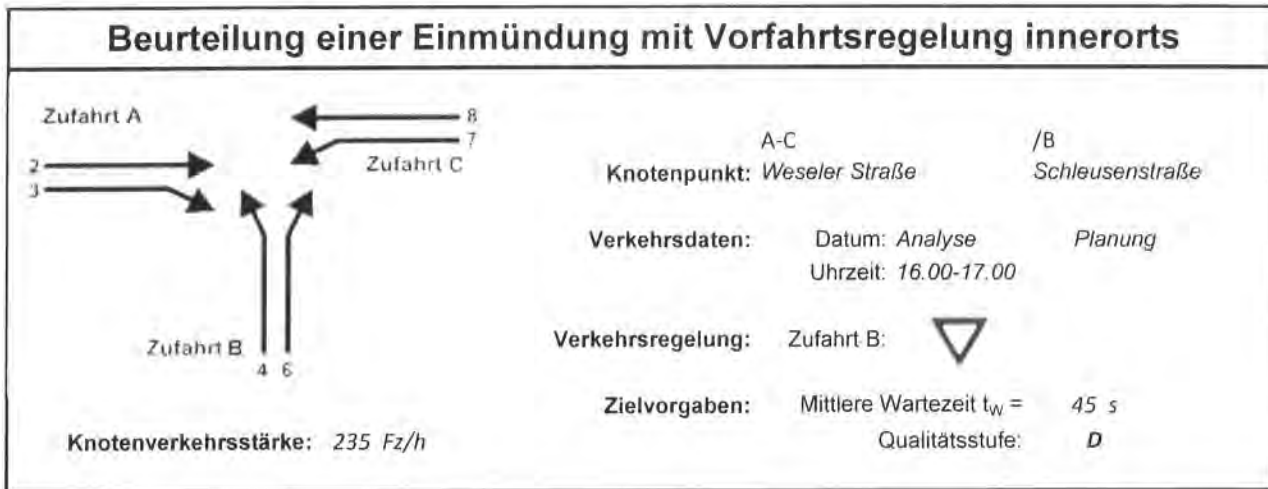 Beurteilung einer Einmündung mit Vorfahrtsregelung innerorts
Zufahrt A
8
7
Zufahrt C
2
3
Zufahrt B
4 6
Knotenverkehrsstärke: 235 Fz/h
A-C /B
Knotenpunkt: Weseler Straße Schleusenstraße
Verkehrsdaten: Datum: Analyse Planung
Uhrzeit: 16.00-17.00
Verkehrsregelung: Zufahrt B:
Zielvorgaben: Mittlere Wartezeit tW = 45 s
Qualitätsstufe: D